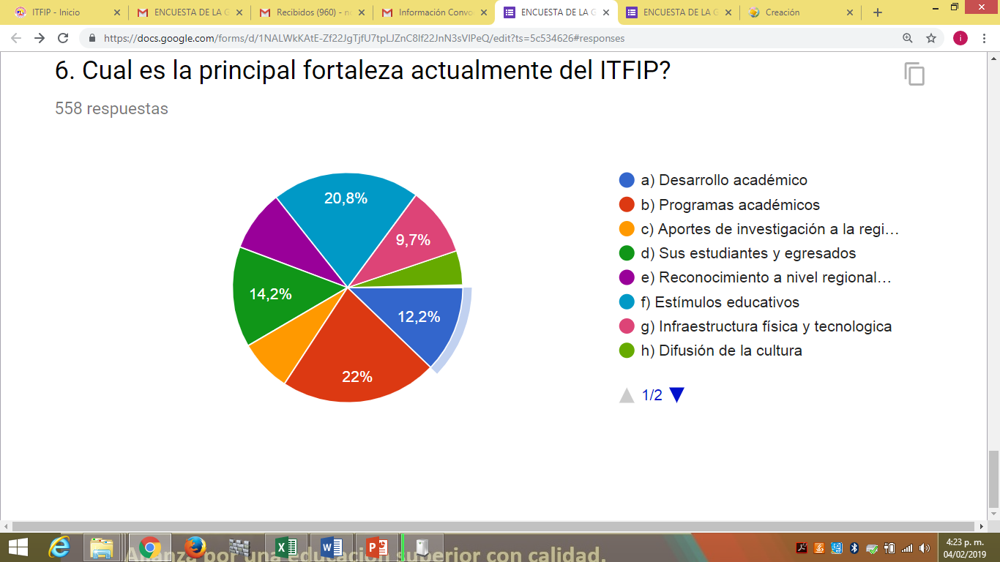 ITFIP - Inicio
ENCUESTA DE LA G
Recibidos (960) - n
Información Convo
ENCUESTA DE LA G
ENCUESTA DE LA G
Creación
https://docs.google.com/forms/d/1NALWkKAtE-Zf22JgTjfU7tpLJZnC8lf22JnN3sVlPeQ/edit?ts=5c534626#responses
i
6. Cual es la principal fortaleza actualmente del ITFIP?
558 respuestas
20,8%
9,7%
14,2%
12,2%
22%
a) Desarrollo académico
b) Programas académicos
c) Aportes de investigación a la regi…
d) Sus estudiantes y egresados
e) Reconocimiento a nivel regional…
f) Estímulos educativos
g) Infraestructura física y tecnologica
h) Difusión de la cultura
1/2
Avanza por una educación superior con calidad.
4:23 p. m.
04/02/2019